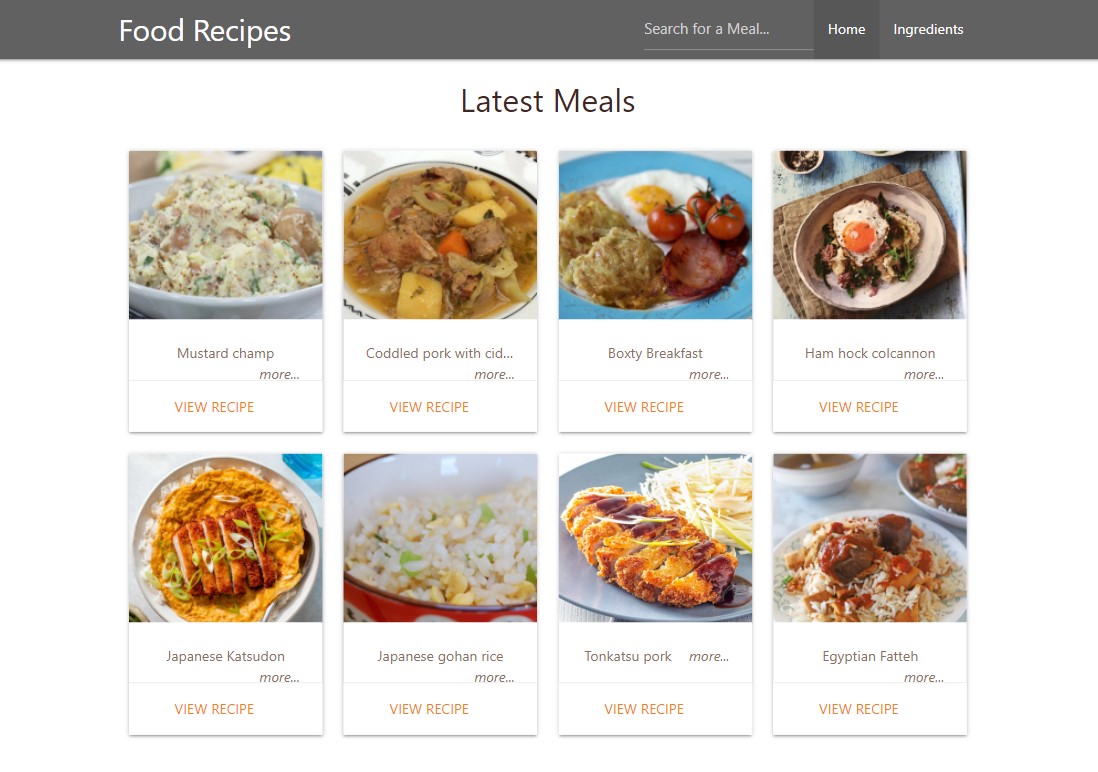 Food Recipes
Search for a Meal...
Home
Ingredients
Latest Meals
Mustard champ
more...
VIEW RECIPE
Coddled pork with cid...
more...
VIEW RECIPE
Boxty Breakfast
more...
VIEW RECIPE
Ham hock colcannon
more...
VIEW RECIPE
Japanese Katsudon
more...
VIEW RECIPE
Japanese gohan rice
more...
VIEW RECIPE
Tonkatsu pork more...
VIEW RECIPE
Egyptian Fatteh
more...
VIEW RECIPE